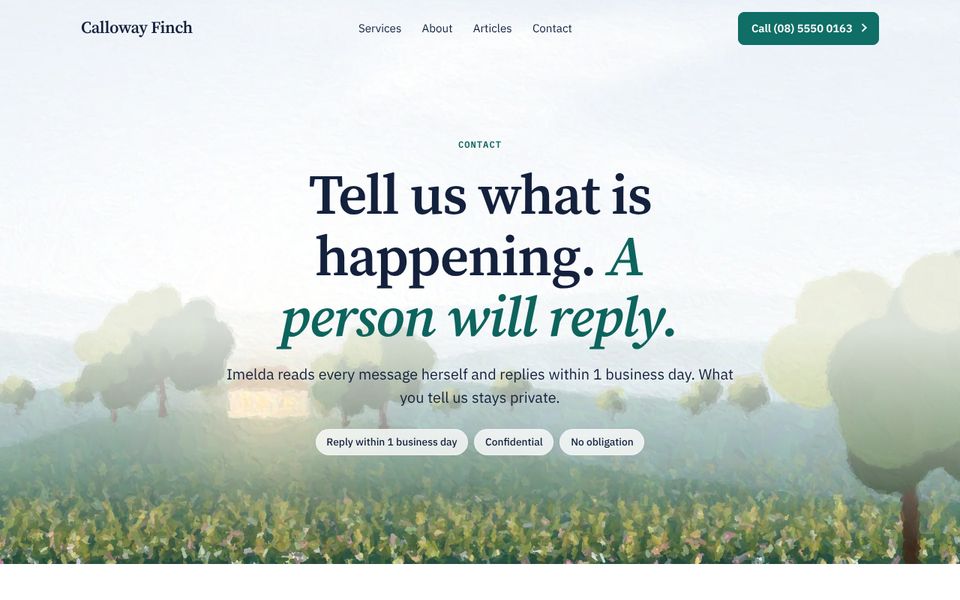 Calloway Finch
Services
About
Articles
Contact
Call (08) 5550 0163
CONTACT
Tell us what is
happening. A
person will reply.
Imelda reads every message herself and replies within 1 business day. What
you tell us stays private.
Reply within 1 business day
Confidential
No obligation